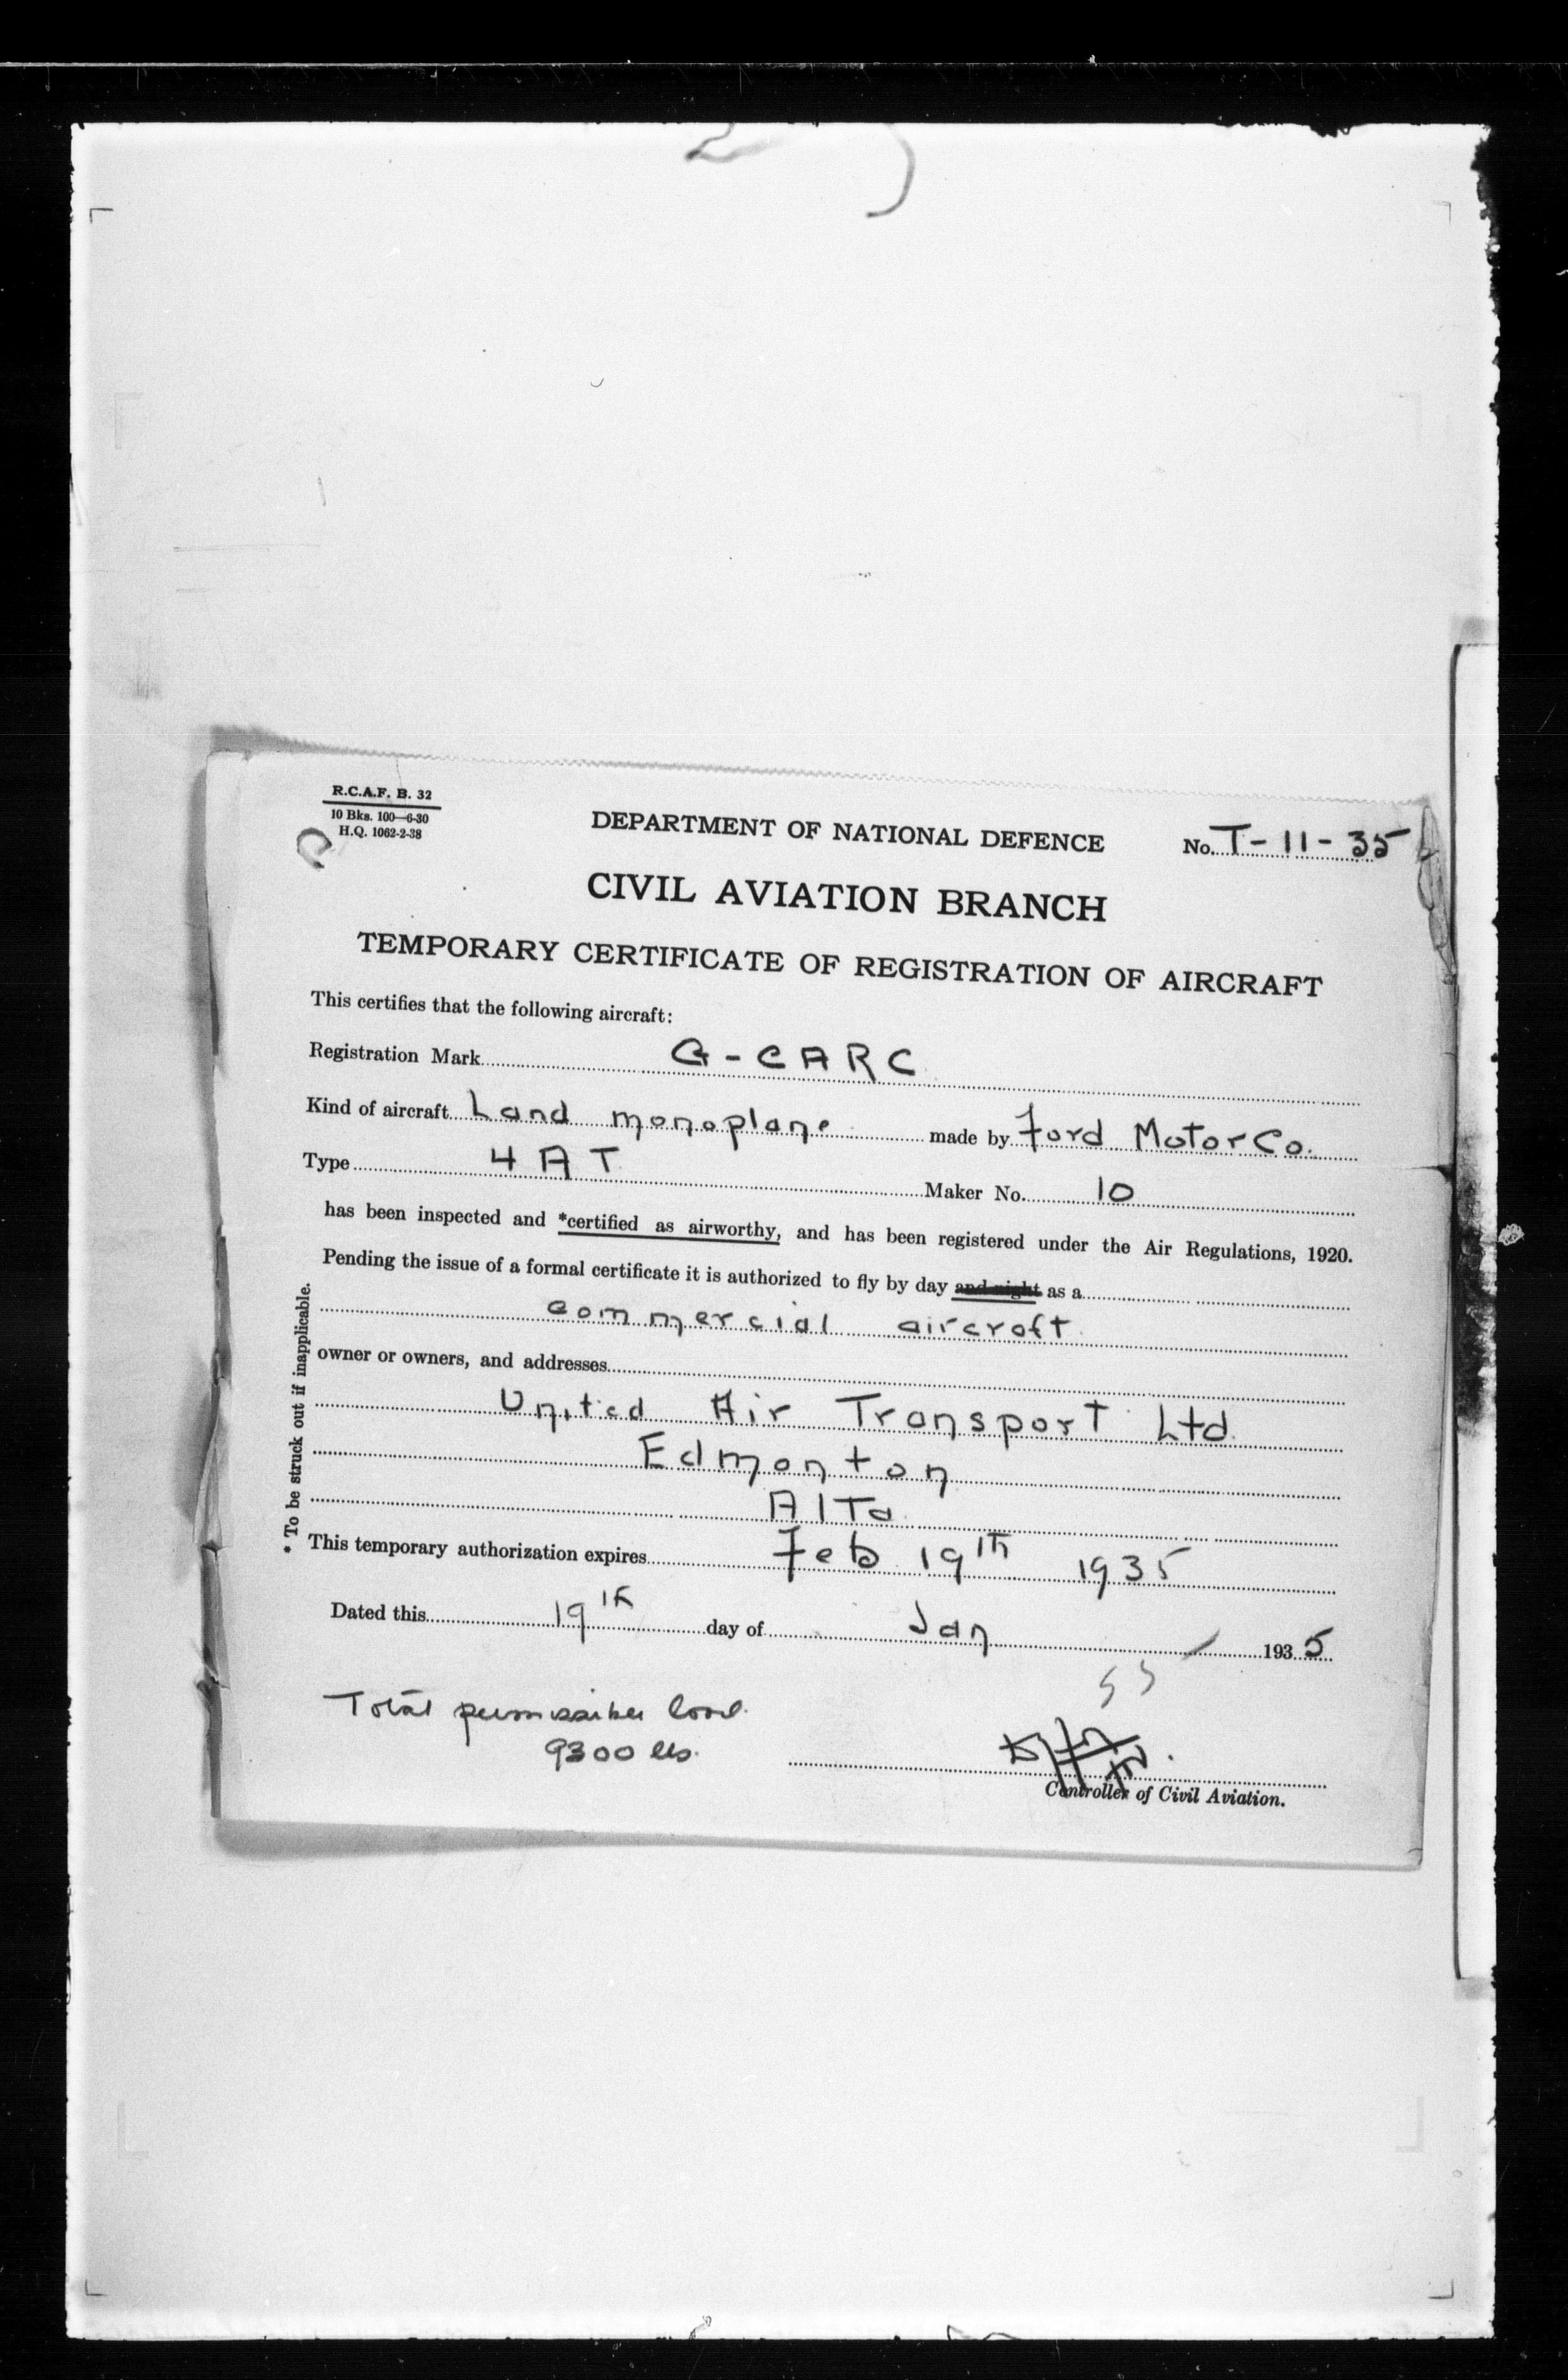 R.C.A.F. B. 32
10 Bks. 100—6-30
H.Q. 1062-2-38
DEPARTMENT OF NATIONAL DEFENCE
No. T-11-35
CIVIL AVIATION BRANCH
TEMPORARY CERTIFICATE OF REGISTRATION OF AIRCRAFT
This certifies that the following aircraft:
Registration Mark G-CARC
Kind of aircraft Land monoplane made by Ford Motor Co.
Type 4 AT Maker No. 10
has been inspected and *certified as airworthy, and has been registered under the Air Regulations, 1920.
Pending the issue of a formal certificate it is authorized to fly by day and night as a
commercial aircraft
owner or owners, and addresses
United Air Transport Ltd.
Edmonton
Alta
This temporary authorization expires Feb 19th 1935
Dated this 19th day of Jan 1935
* To be struck out if inapplicable.
Total permissible load
9300 lbs.
Controller of Civil Aviation.